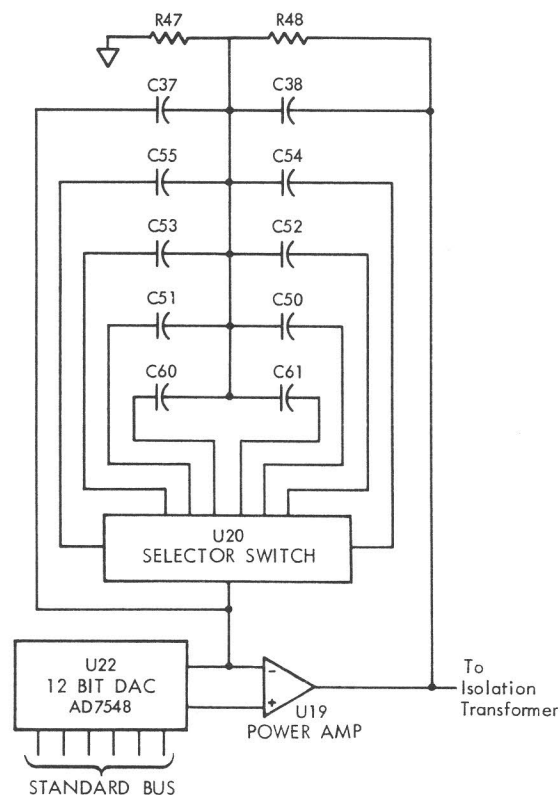 R47 R48
C37 C38
C55 C54
C53 C52
C51 C50
C60 C61
U20
SELECTOR SWITCH
U22
12 BIT DAC
AD7548
-
+
U19
POWER AMP
To
Isolation
Transformer
STANDARD BUS